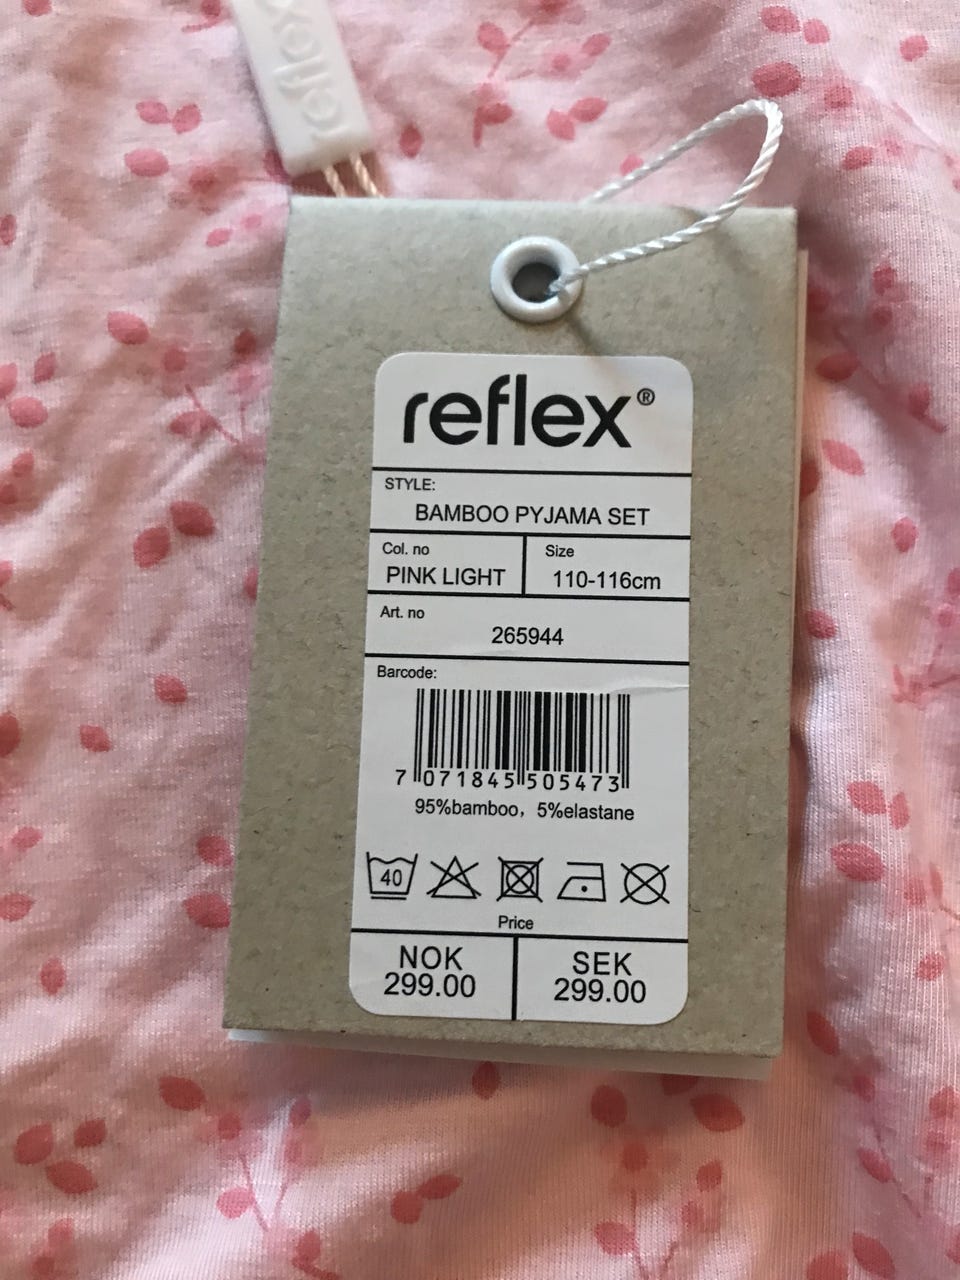 reflex
reflex®
STYLE:
BAMBOO PYJAMA SET
Col. no
PINK LIGHT
Size
110-116cm
Art. no
265944
Barcode:
7 071845 505473
95%bamboo, 5%elastane
40
Price
NOK
299.00
SEK
299.00